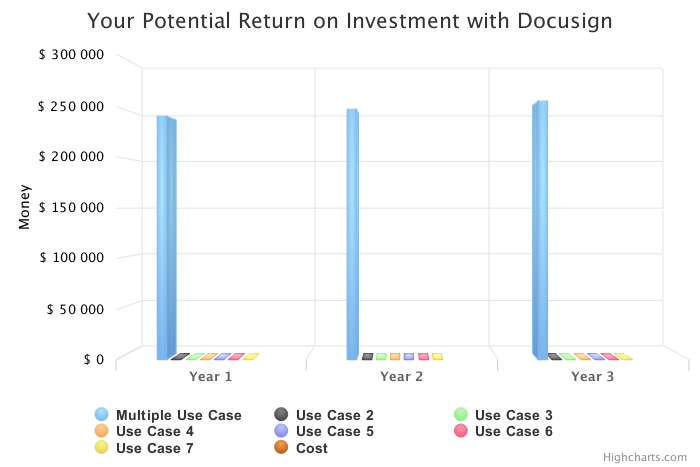 Your Potential Return on Investment with Docusign
$ 300 000
$ 250 000
$ 200 000
$ 150 000
$ 100 000
$ 50 000
$ 0
Money
Year 1
Year 2
Year 3
Multiple Use Case
Use Case 2
Use Case 3
Use Case 4
Use Case 5
Use Case 6
Use Case 7
Cost
Highcharts.com